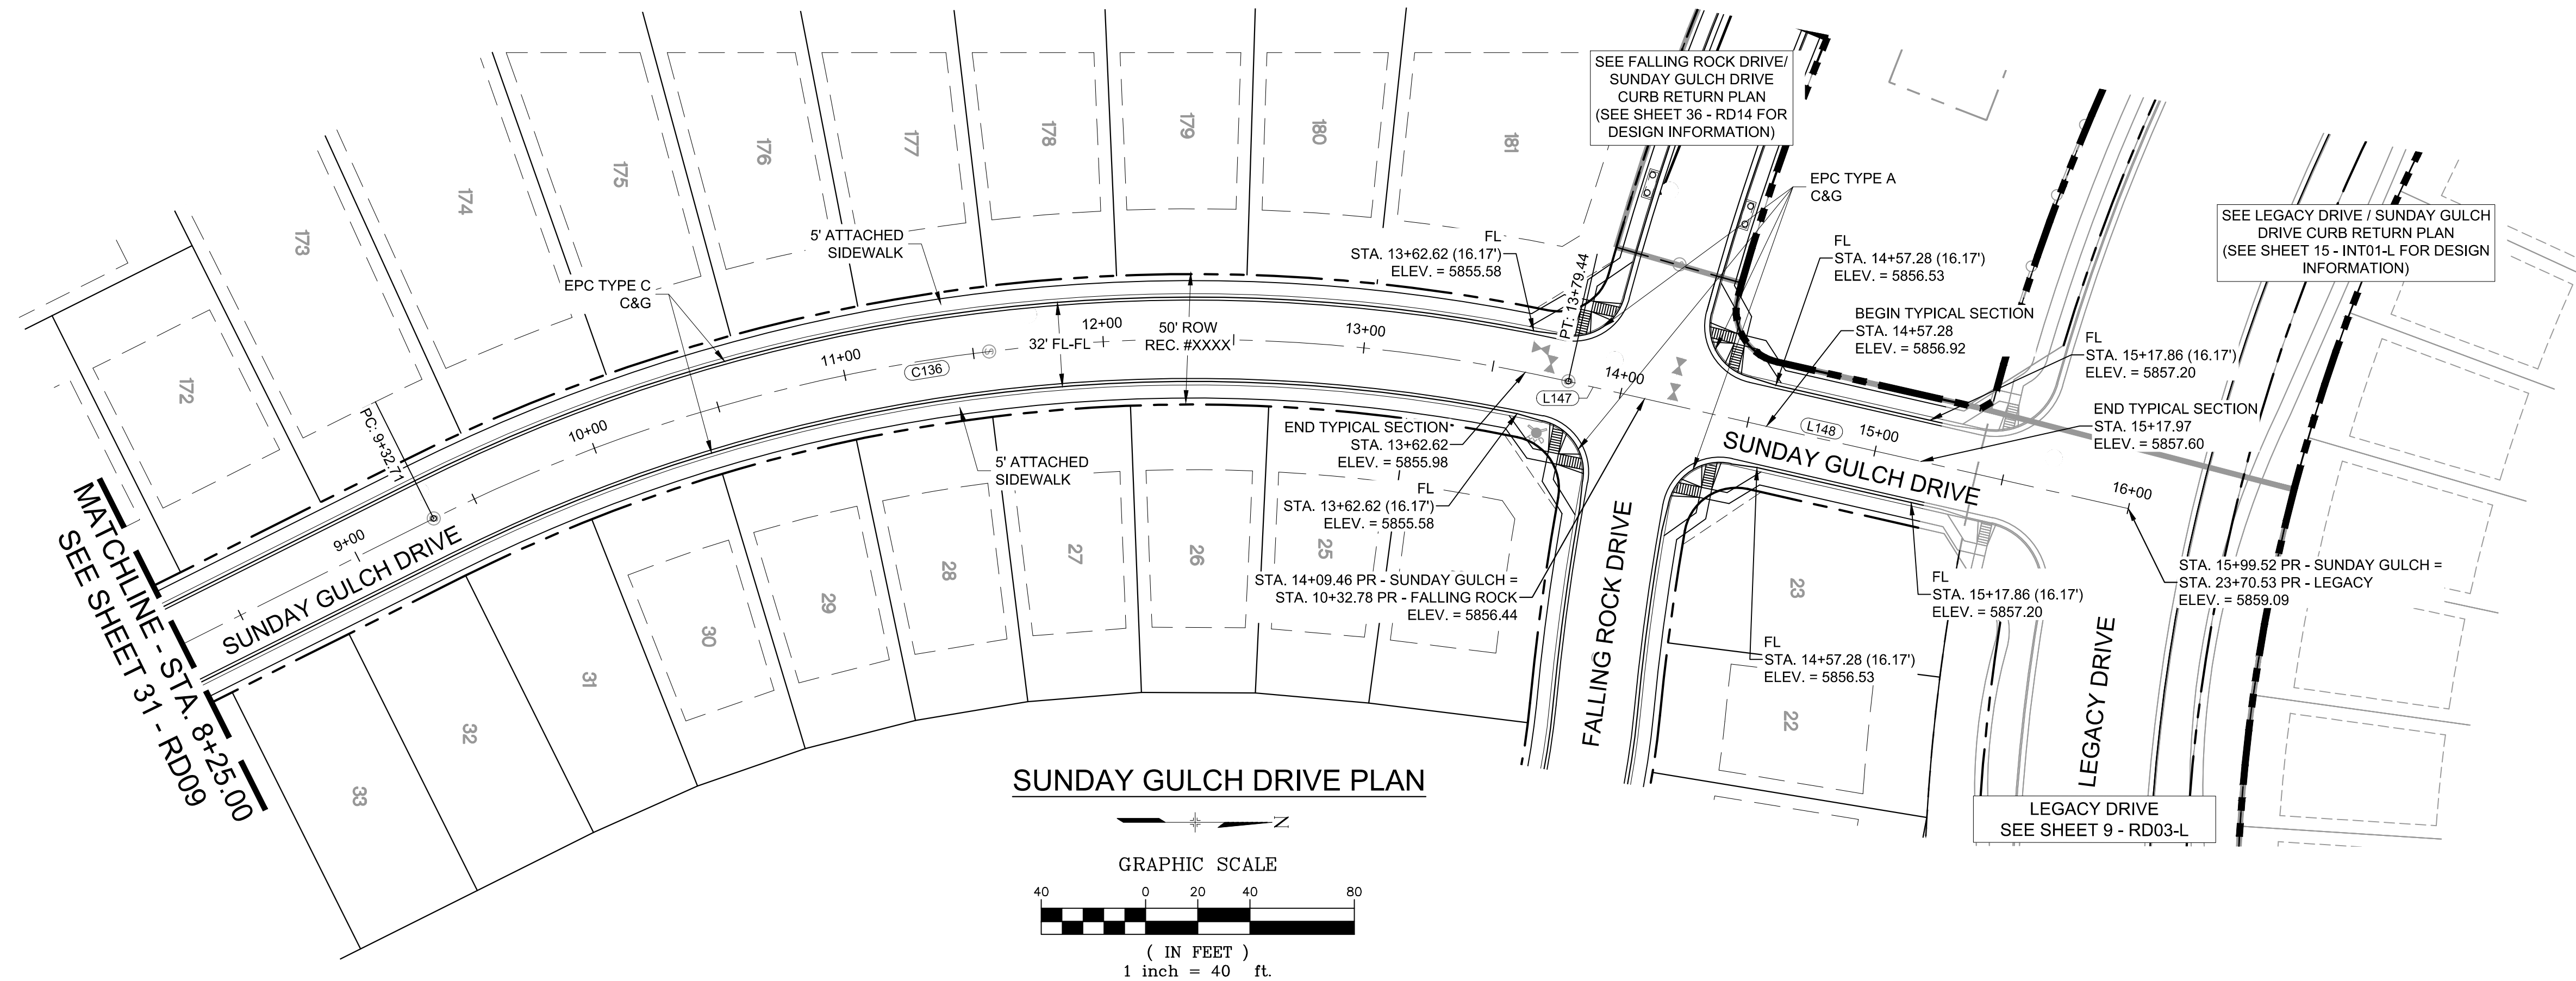 SEE FALLING ROCK DRIVE/
SUNDAY GULCH DRIVE
CURB RETURN PLAN
(SEE SHEET 36 - RD14 FOR
DESIGN INFORMATION)
EPC TYPE A
C&G
SEE LEGACY DRIVE / SUNDAY GULCH
DRIVE CURB RETURN PLAN
(SEE SHEET 15 - INT01-L FOR DESIGN
INFORMATION)
172
173
174
175
176
177
178
179
180
181
5' ATTACHED
SIDEWALK
EPC TYPE C
C&G
FL
STA. 13+62.62 (16.17')
ELEV. = 5855.58
PT: 13+79.44
FL
STA. 14+57.28 (16.17')
ELEV. = 5856.53
BEGIN TYPICAL SECTION
STA. 14+57.28
ELEV. = 5856.92
FL
STA. 15+17.86 (16.17')
ELEV. = 5857.20
END TYPICAL SECTION
STA. 15+17.97
ELEV. = 5857.60
PC: 9+32.71
9+00
10+00
11+00
12+00
13+00
14+00
15+00
16+00
C136
L147
L148
S
32' FL-FL
50' ROW
REC. #XXXX
SUNDAY GULCH DRIVE
SUNDAY GULCH DRIVE
MATCHLINE - STA. 8+25.00
SEE SHEET 31 - RD09
5' ATTACHED
SIDEWALK
END TYPICAL SECTION
STA. 13+62.62
ELEV. = 5855.98
FL
STA. 13+62.62 (16.17')
ELEV. = 5855.58
STA. 14+09.46 PR - SUNDAY GULCH =
STA. 10+32.78 PR - FALLING ROCK
ELEV. = 5856.44
33
32
31
30
29
28
27
26
25
23
22
FALLING ROCK DRIVE
FL
STA. 14+57.28 (16.17')
ELEV. = 5856.53
FL
STA. 15+17.86 (16.17')
ELEV. = 5857.20
STA. 15+99.52 PR - SUNDAY GULCH =
STA. 23+70.53 PR - LEGACY
ELEV. = 5859.09
LEGACY DRIVE
LEGACY DRIVE
SEE SHEET 9 - RD03-L
SUNDAY GULCH DRIVE PLAN
N
GRAPHIC SCALE
40 0 20 40 80
( IN FEET )
1 inch = 40 ft.